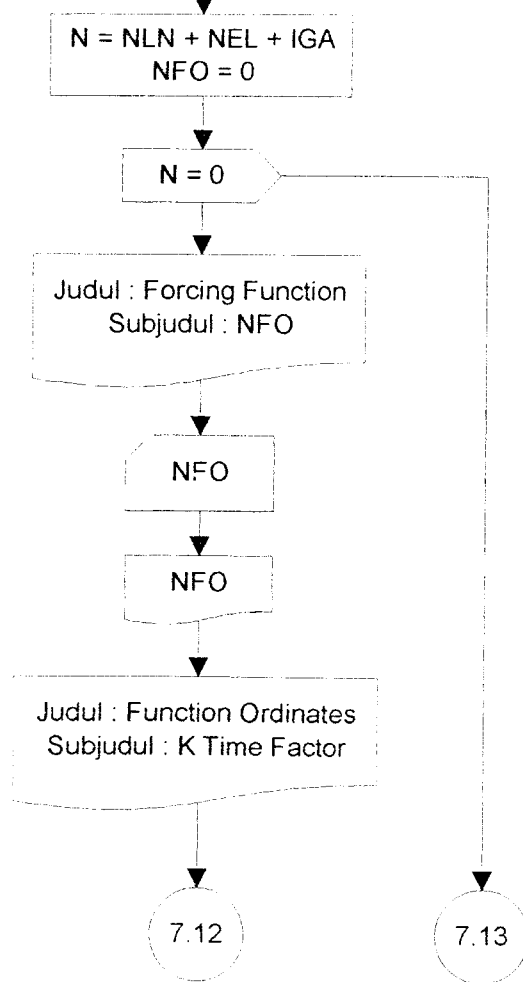 N = NLN + NEL + IGA
NFO = 0
N = 0
Judul : Forcing Function
Subjudul : NFO
NFO
NFO
Judul : Function Ordinates
Subjudul : K Time Factor
7.12
7.13